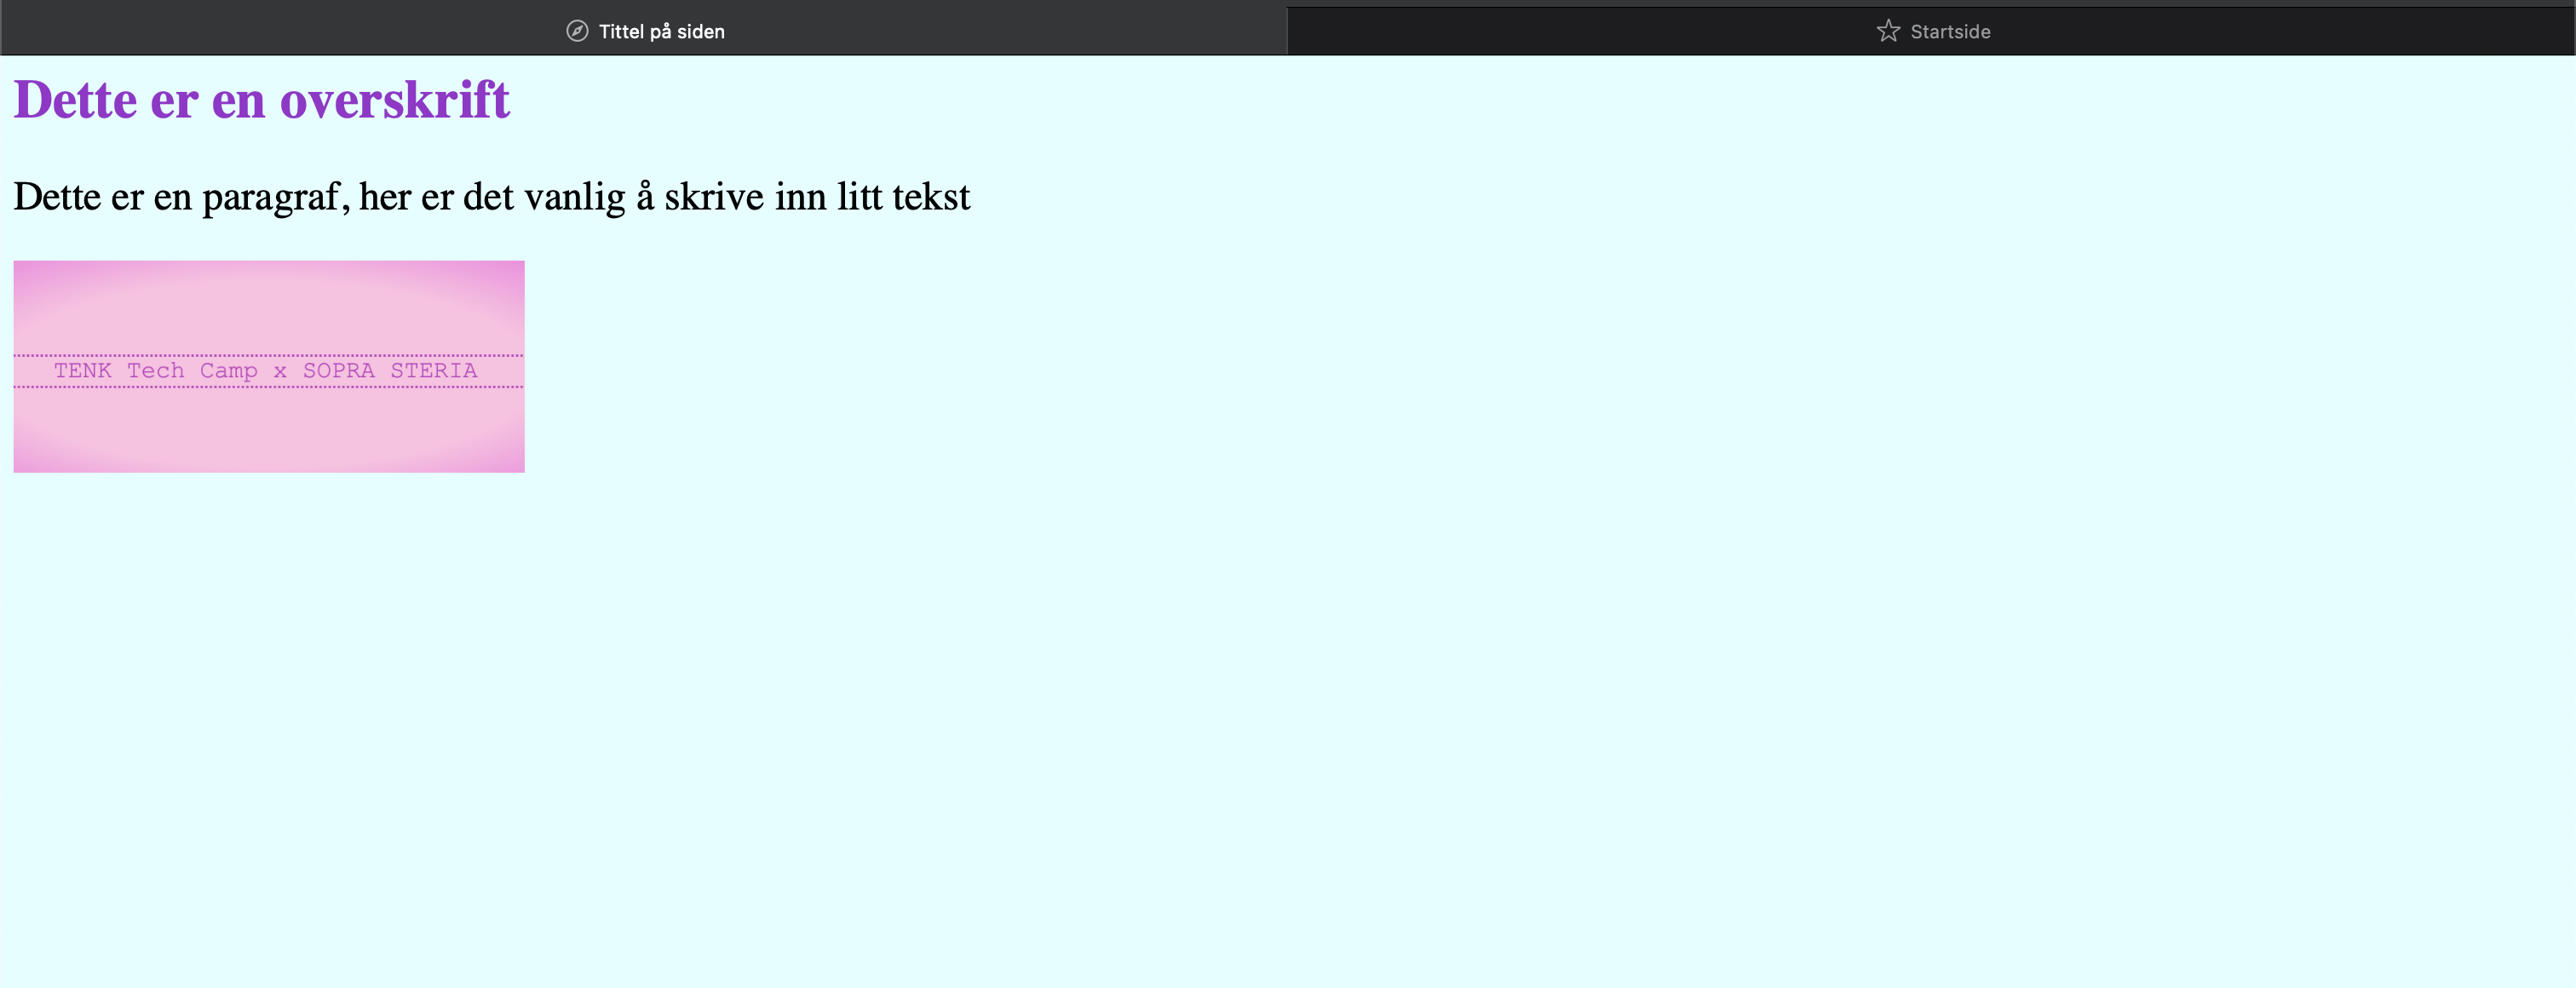 Tittel på siden
Startside
Dette er en overskrift
Dette er en paragraf, her er det vanlig å skrive inn litt tekst
TENK Tech Camp x SOPRA STERIA